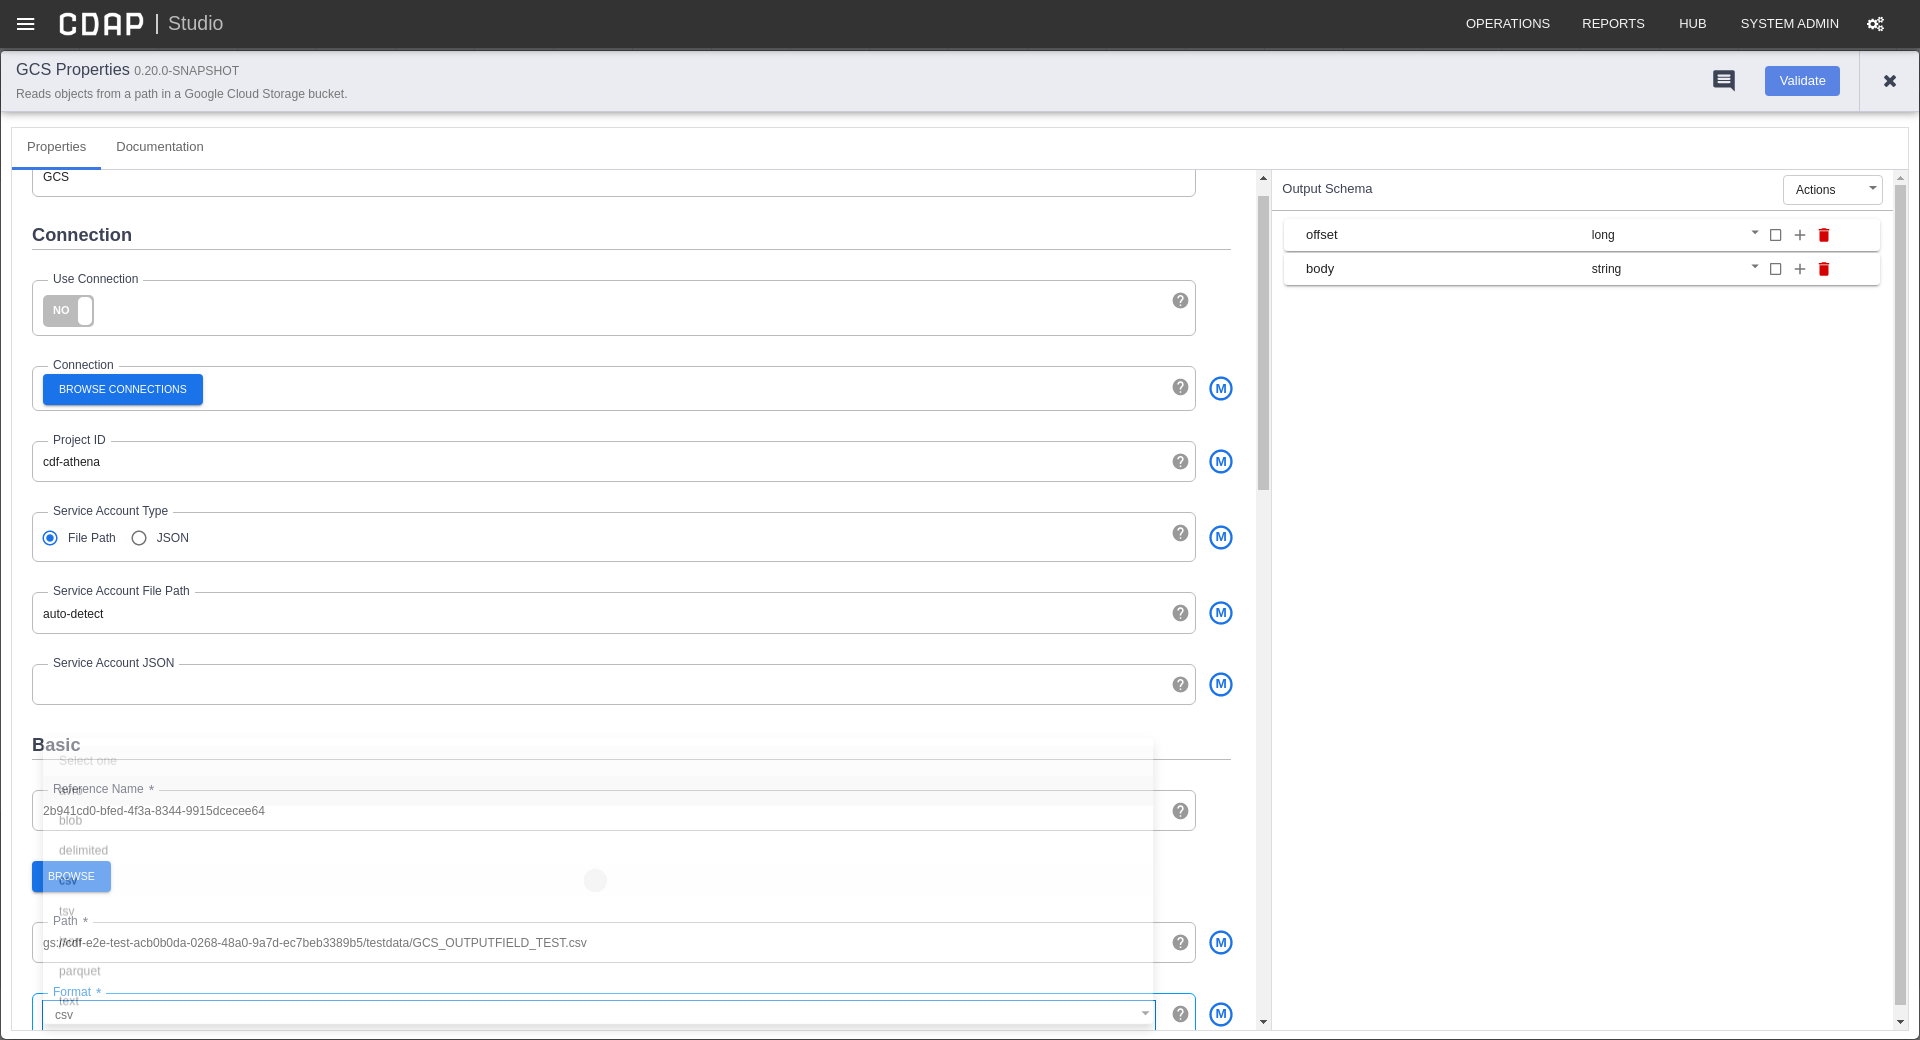 CDAP | Studio
OPERATIONS REPORTS HUB SYSTEM ADMIN
GCS Properties 0.20.0-SNAPSHOT
Reads objects from a path in a Google Cloud Storage bucket.
Validate
Properties Documentation
GCS
Connection
Use Connection
NO
Connection
BROWSE CONNECTIONS
M
Project ID
cdf-athena
M
Service Account Type
File Path JSON
M
Service Account File Path
auto-detect
M
Service Account JSON
M
Basic
Select one
Reference Name *
avro
2b941cd0-bfed-4f3a-8344-9915dcecee64
blob
delimited
BROWSE
csv
tsv
Path *
gs://cdf-e2e-test-acb0b0da-0268-48a0-9a7d-ec7beb3389b5/testdata/GCS_OUTPUTFIELD_TEST.csv
json
M
parquet
Format *
text
csv
M
Output Schema
Actions
offset long
body string